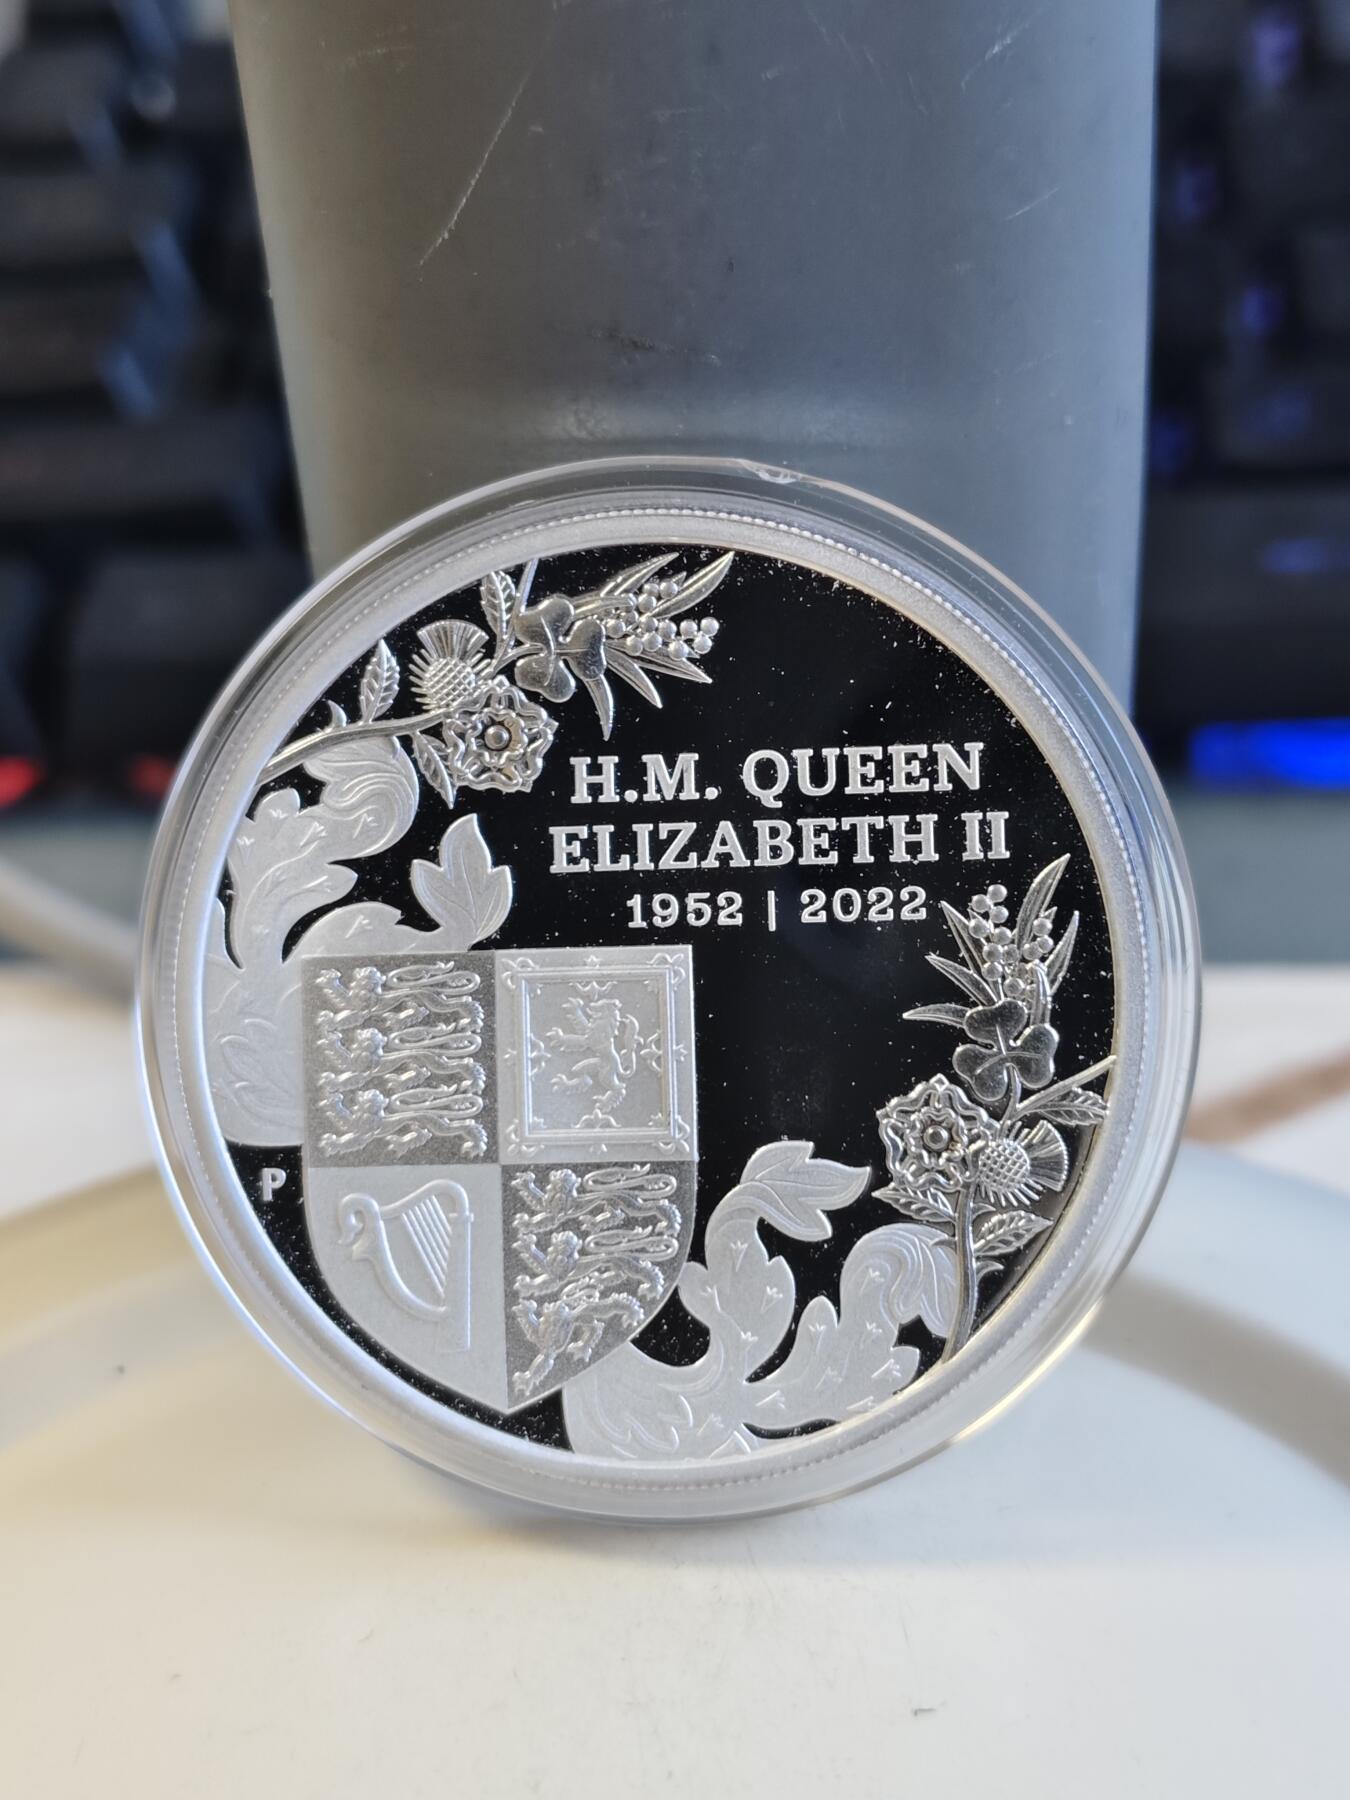 H.M. QUEEN
ELIZABETH II
1952 | 2022
P